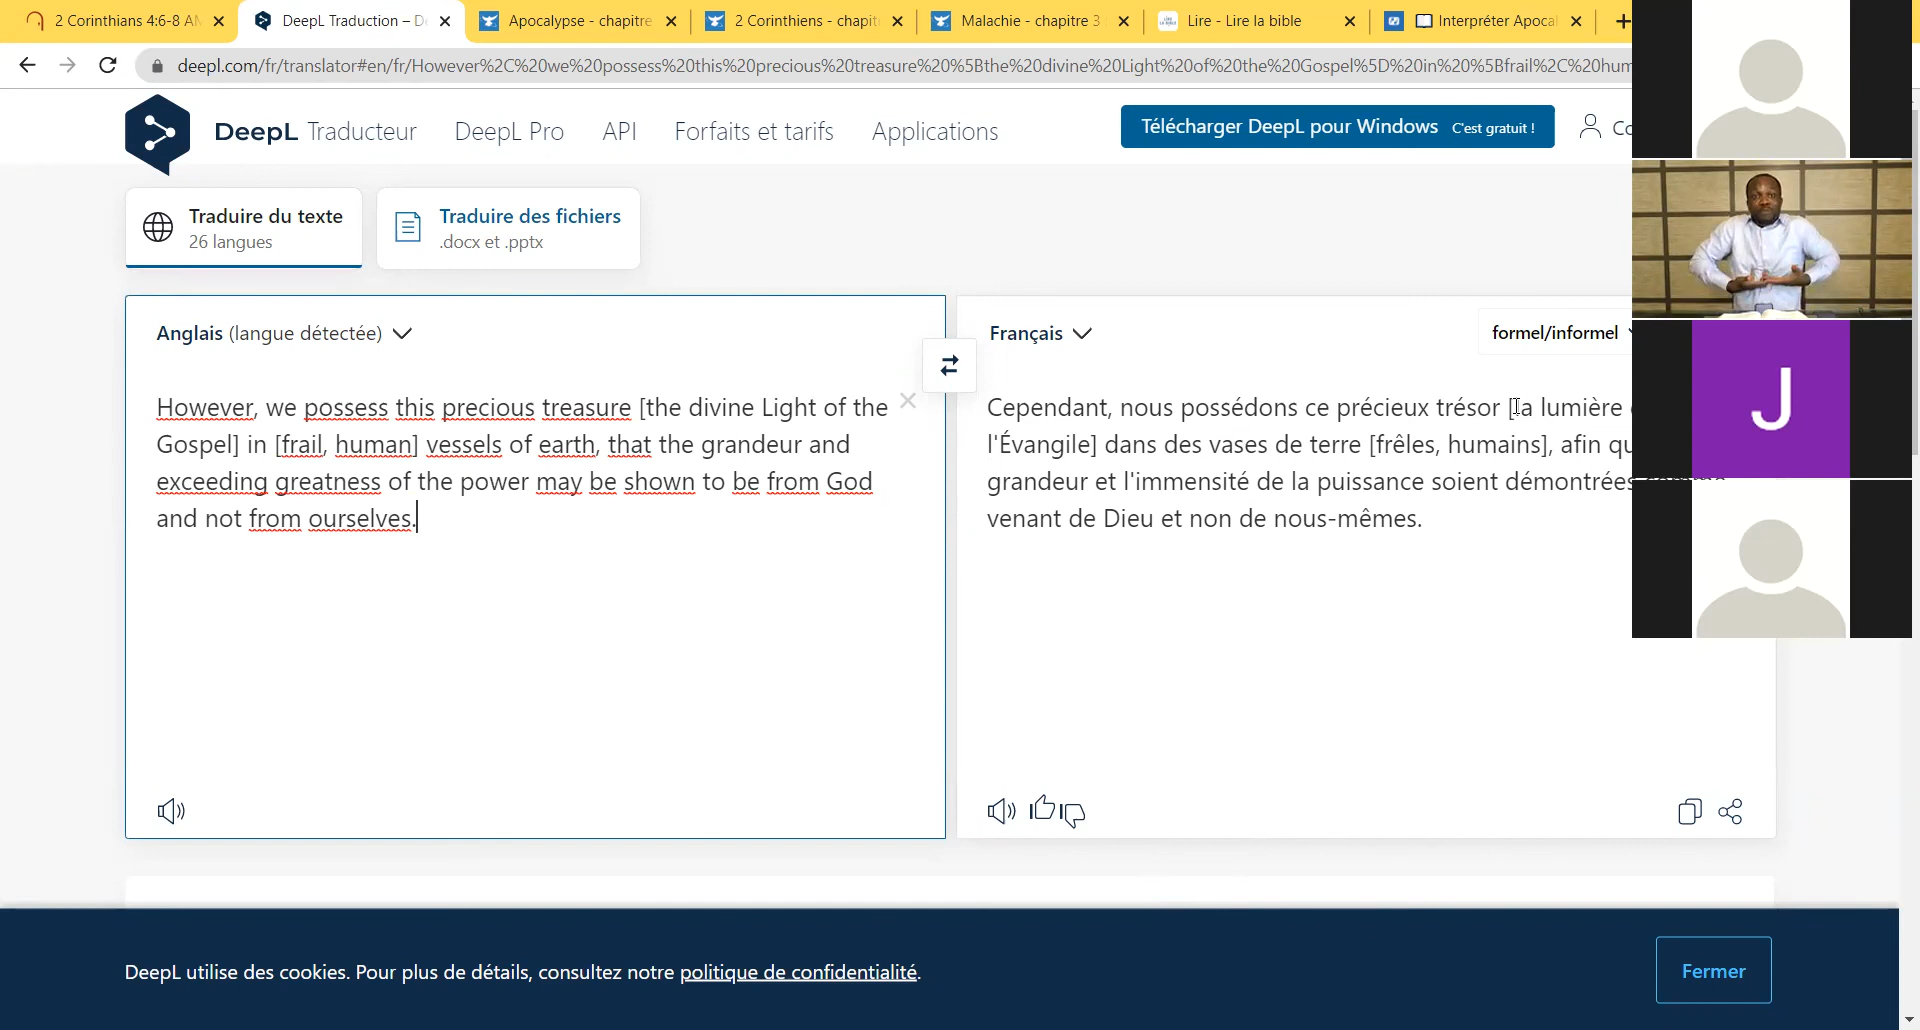 2 Corinthians 4:6-8 AM
DeepL Traduction – De
Apocalypse - chapitre
2 Corinthiens - chapit
Malachie - chapitre 3
Lire - Lire la bible
Interpréter Apocal
deepl.com/fr/translator#en/fr/However%2C%20we%20possess%20this%20precious%20treasure%20%5Bthe%20divine%20Light%20of%20the%20Gospel%5D%20in%20%5Bfrail%2C%20hum
DeepL Traducteur
DeepL Pro
API
Forfaits et tarifs
Applications
Télécharger DeepL pour Windows C'est gratuit !
Co
Traduire du texte
26 langues
Traduire des fichiers
.docx et .pptx
Anglais (langue détectée)
Français
formel/informel
However, we possess this precious treasure [the divine Light of the
Gospel] in [frail, human] vessels of earth, that the grandeur and
exceeding greatness of the power may be shown to be from God
and not from ourselves.
Cependant, nous possédons ce précieux trésor [la lumière
l'Évangile] dans des vases de terre [frêles, humains], afin qu
grandeur et l'immensité de la puissance soient démontrées
venant de Dieu et non de nous-mêmes.
J
DeepL utilise des cookies. Pour plus de détails, consultez notre politique de confidentialité.
Fermer